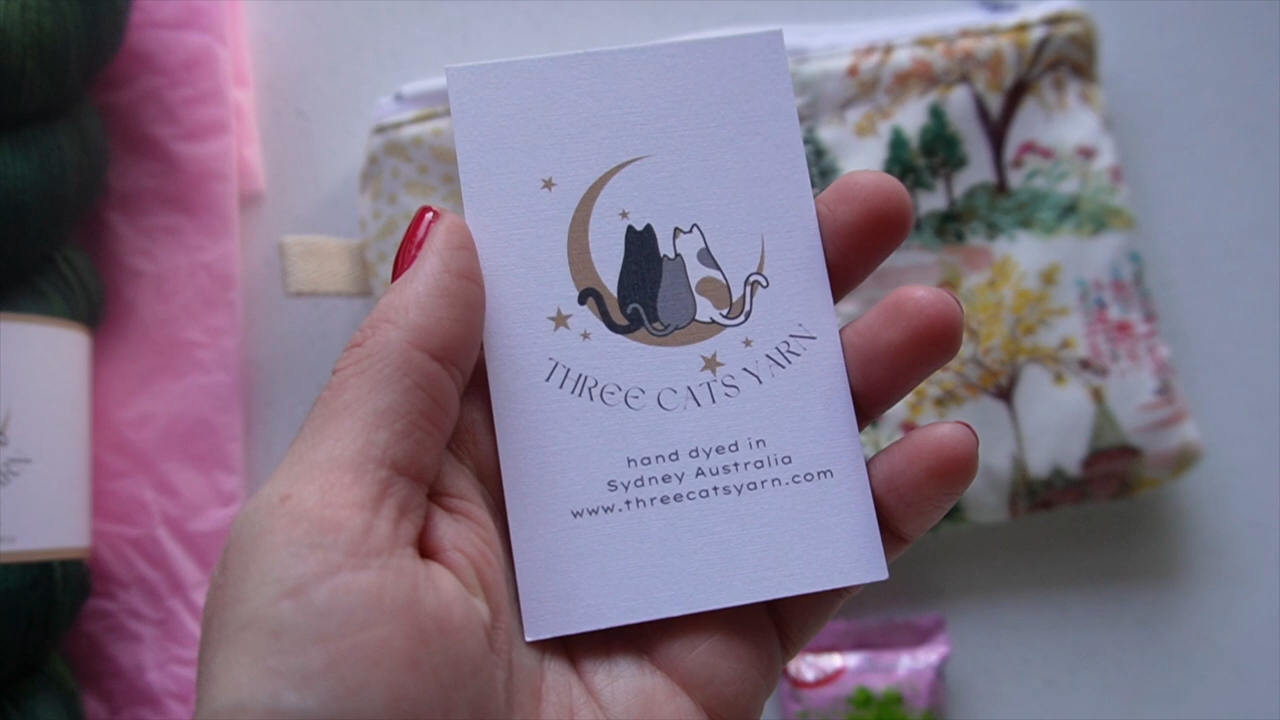 THREE CATS YARN
hand dyed in
Sydney Australia
www.threecatsyarn.com